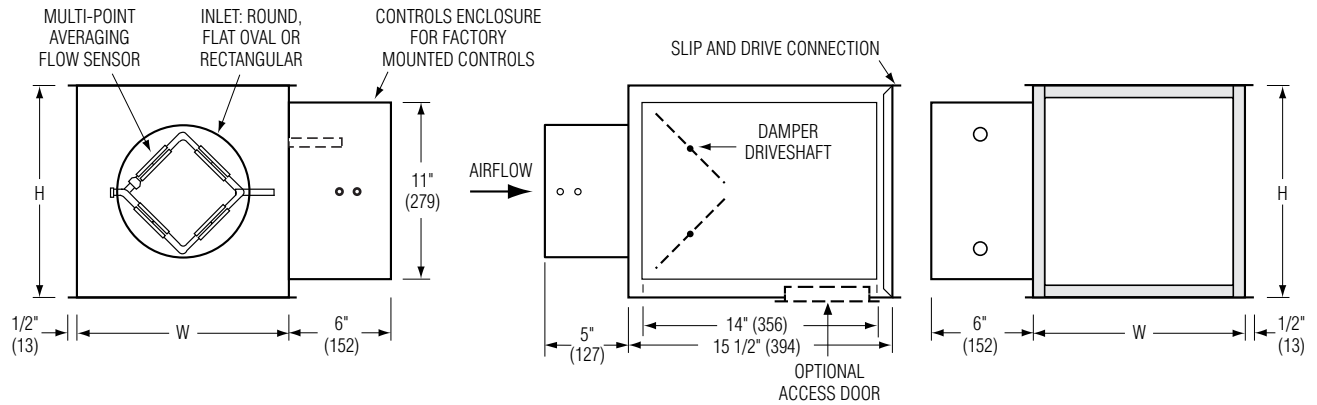 MULTI-POINT
AVERAGING
FLOW SENSOR
INLET: ROUND,
FLAT OVAL OR
RECTANGULAR
CONTROLS ENCLOSURE
FOR FACTORY
MOUNTED CONTROLS
H
11"
(279)
1/2"
(13)
W
6"
(152)
SLIP AND DRIVE CONNECTION
DAMPER
DRIVESHAFT
AIRFLOW
5"
(127)
14" (356)
15 1/2" (394)
OPTIONAL
ACCESS DOOR
H
6"
(152)
W
1/2"
(13)